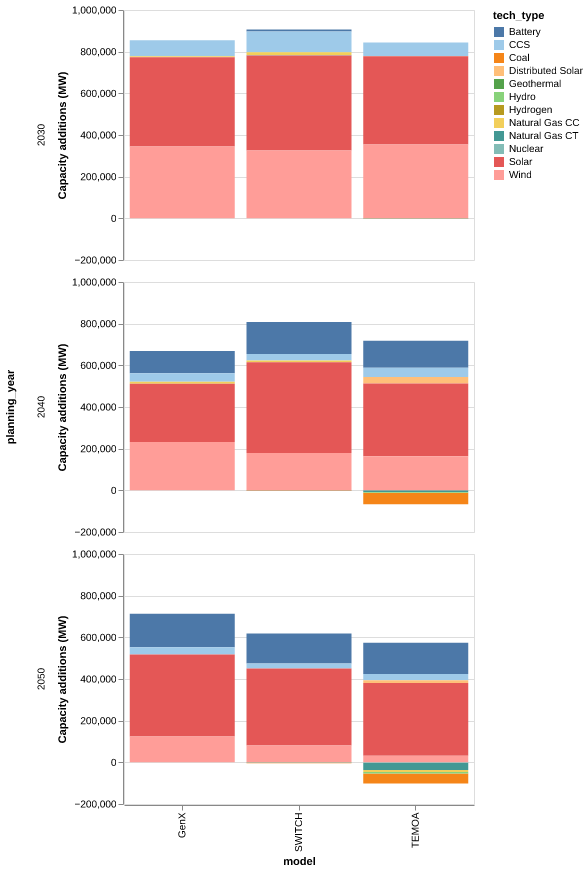 1,000,000
800,000
600,000
400,000
200,000
0
−200,000
Capacity additions (MW)
2030
1,000,000
800,000
600,000
400,000
200,000
0
−200,000
Capacity additions (MW)
2040
planning_year
1,000,000
800,000
600,000
400,000
200,000
0
−200,000
Capacity additions (MW)
2050
GenX
SWITCH
TEMOA
model
tech_type
Battery
CCS
Coal
Distributed Solar
Geothermal
Hydro
Hydrogen
Natural Gas CC
Natural Gas CT
Nuclear
Solar
Wind